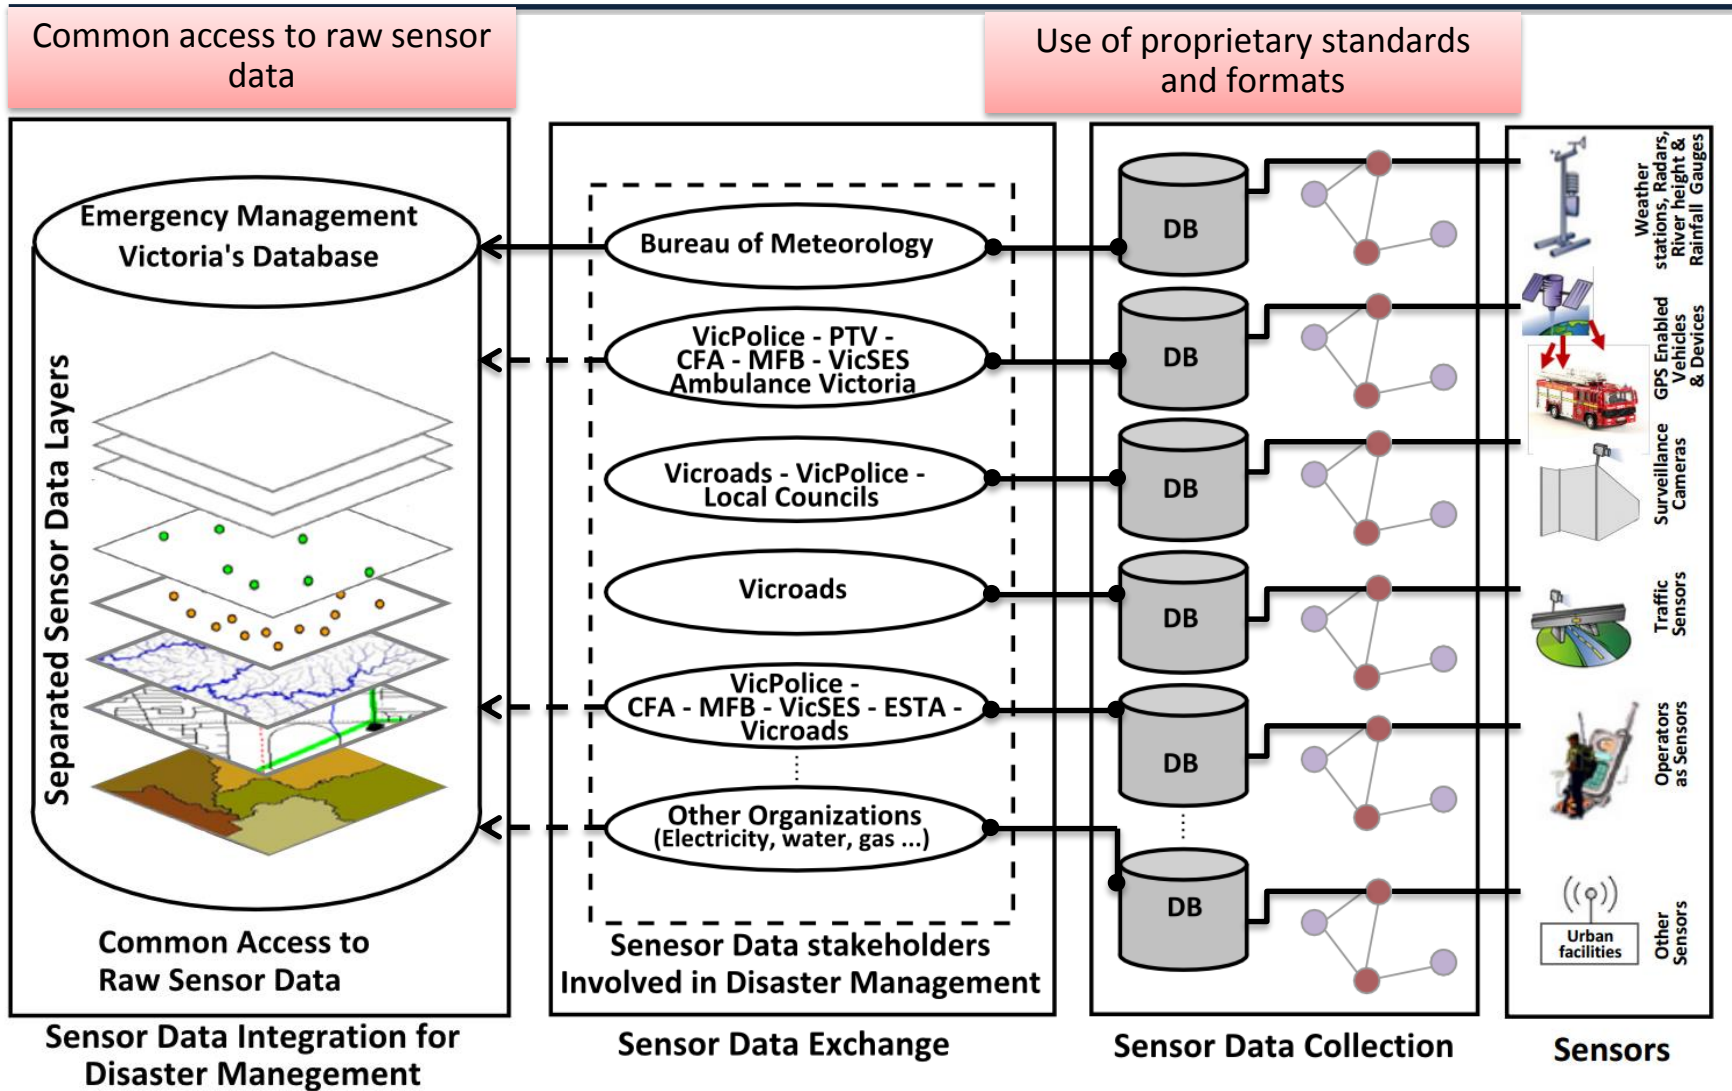 Common access to raw sensor
data
Use of proprietary standards
and formats
Emergency Management
Victoria's Database
Separated Sensor Data Layers
Common Access to
Raw Sensor Data
Sensor Data Integration for
Disaster Manegement
Bureau of Meteorology
VicPolice - PTV -
CFA - MFB - VicSES
Ambulance Victoria
Vicroads - VicPolice -
Local Councils
Vicroads
VicPolice -
CFA - MFB - VicSES - ESTA -
Vicroads
Other Organizations
(Electricity, water, gas ...)
Senesor Data stakeholders
Involved in Disaster Management
Sensor Data Exchange
DB
DB
DB
DB
DB
DB
Sensor Data Collection
Weather
stations, Radars,
River height &
Rainfall Gauges
GPS Enabled
Vehicles
& Devices
Surveillance
Cameras
Traffic
Sensors
Operators
as Sensors
Urban
facilities
Other
Sensors
Sensors